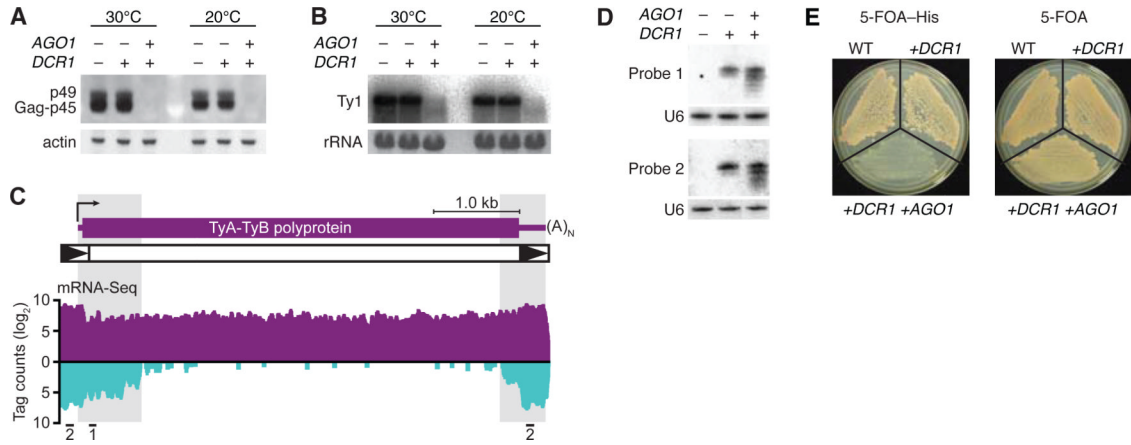 A
30°C 20°C
AGO1 – – + – – +
DCR1 – + + – + +
p49
Gag-p45
actin
B
30°C 20°C
AGO1 – – + – – +
DCR1 – + + – + +
Ty1
rRNA
C
1.0 kb
TyA-TyB polyprotein
(A)N
mRNA-Seq
Tag counts (log2)
10
5
0
5
10
2 1 2
D
AGO1 – – +
DCR1 – + +
Probe 1
U6
Probe 2
U6
E
5-FOA–His 5-FOA
WT +DCR1 WT +DCR1
+DCR1 +AGO1 +DCR1 +AGO1